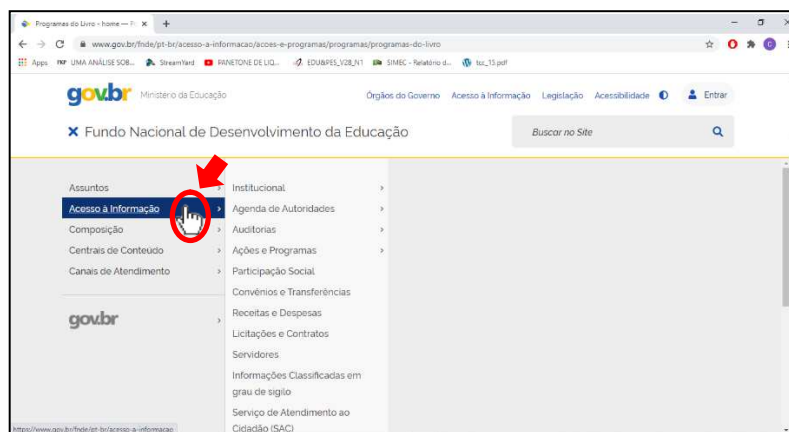 Programas do Livro - home —
www.gov.br/fnde/pt-br/acesso-a-informacao/acoes-e-programas/programas/programas-do-livro
Apps UMA ANÁLISE SOB... StreamYard PANETONE DE LIQ... EDU&PES_V28_N1 SIMEC - Relatório d... tcc_15.pdf
gov.br Ministério da Educação Órgãos do Governo Acesso à Informação Legislação Acessibilidade Entrar
Fundo Nacional de Desenvolvimento da Educação Buscar no Site
Assuntos
Acesso à Informação
Composição
Centrais de Conteúdo
Canais de Atendimento
gov.br
Institucional
Agenda de Autoridades
Auditorias
Ações e Programas
Participação Social
Convênios e Transferências
Receitas e Despesas
Licitações e Contratos
Servidores
Informações Classificadas em
grau de sigilo
Serviço de Atendimento ao
Cidadão (SAC)
https://www.gov.br/fnde/pt-br/acesso-a-informacao